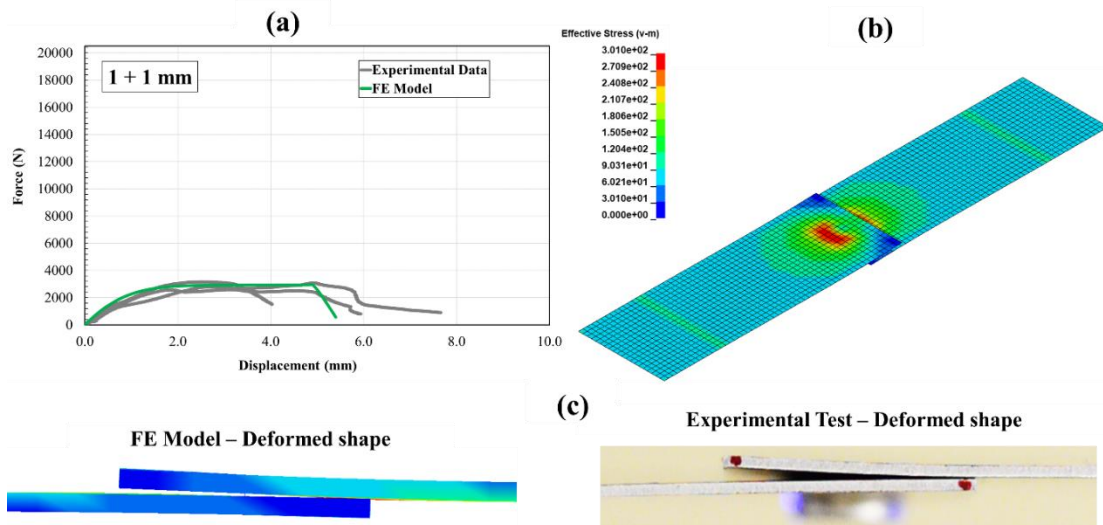 (a)
20000
18000
16000
14000
12000
10000
8000
6000
4000
2000
0
Force (N)
1 + 1 mm
Experimental Data
FE Model
0.0 2.0 4.0 6.0 8.0 10.0
Displacement (mm)
(b)
Effective Stress (v-m)
3.010e+02
2.709e+02
2.408e+02
2.107e+02
1.806e+02
1.505e+02
1.204e+02
9.031e+01
6.021e+01
3.010e+01
0.000e+00
(c)
FE Model – Deformed shape
Experimental Test – Deformed shape